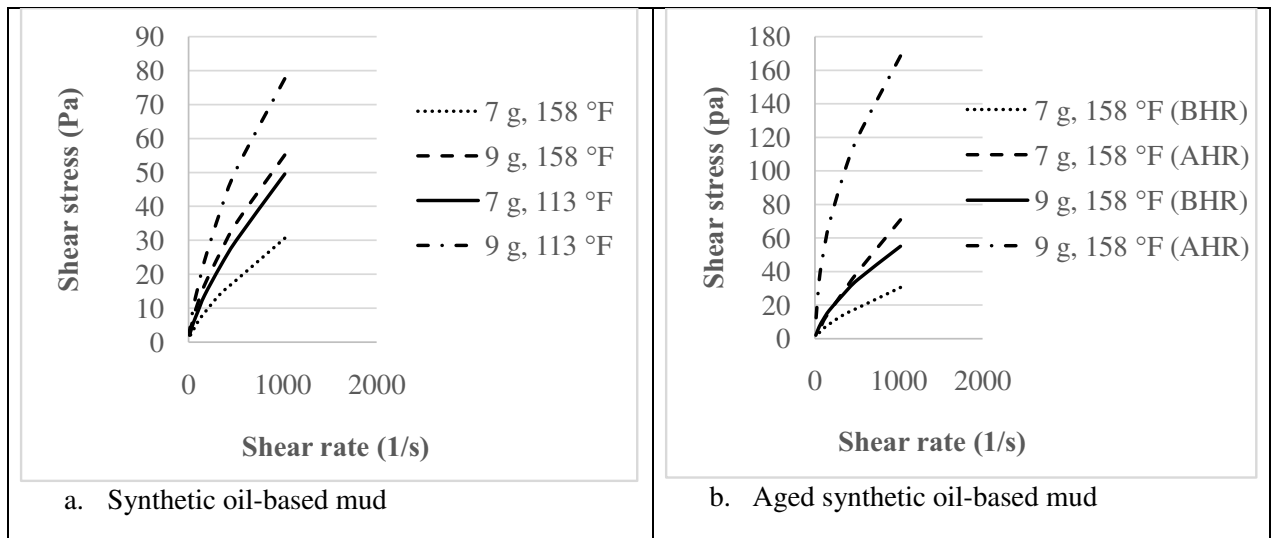 90
80
70
60
50
40
30
20
10
0
0 1000 2000
Shear stress (Pa)
Shear rate (1/s)
7 g, 158 °F
9 g, 158 °F
7 g, 113 °F
9 g, 113 °F
a. Synthetic oil-based mud
180
160
140
120
100
80
60
40
20
0
0 1000 2000
Shear stress (pa)
Shear rate (1/s)
7 g, 158 °F (BHR)
7 g, 158 °F (AHR)
9 g, 158 °F (BHR)
9 g, 158 °F (AHR)
b. Aged synthetic oil-based mud